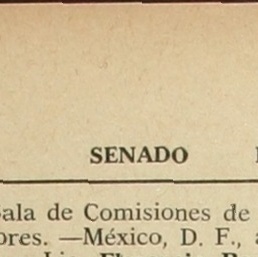 SENADO
Sala de Comisiones de
ores. —México, D. F., a